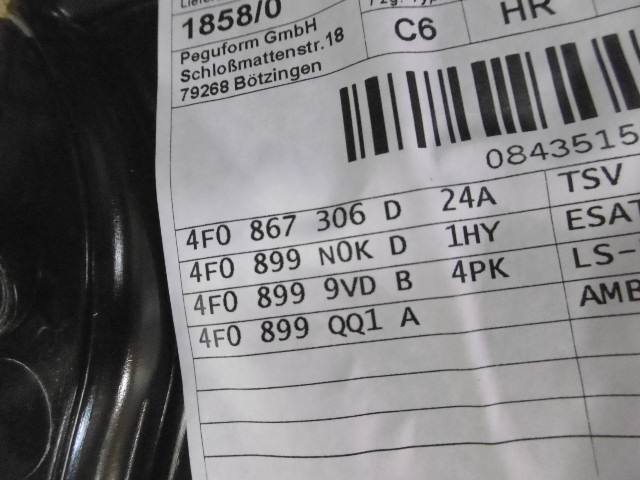 1858/0
Peguform GmbH
Schloßmattenstr.18
79268 Bötzingen
C6
HR
0843515
4F0 867 306 D 24A TSV
4F0 899 N0K D 1HY ESAT
4F0 899 9VD B 4PK LS-
4F0 899 QQ1 A AMB